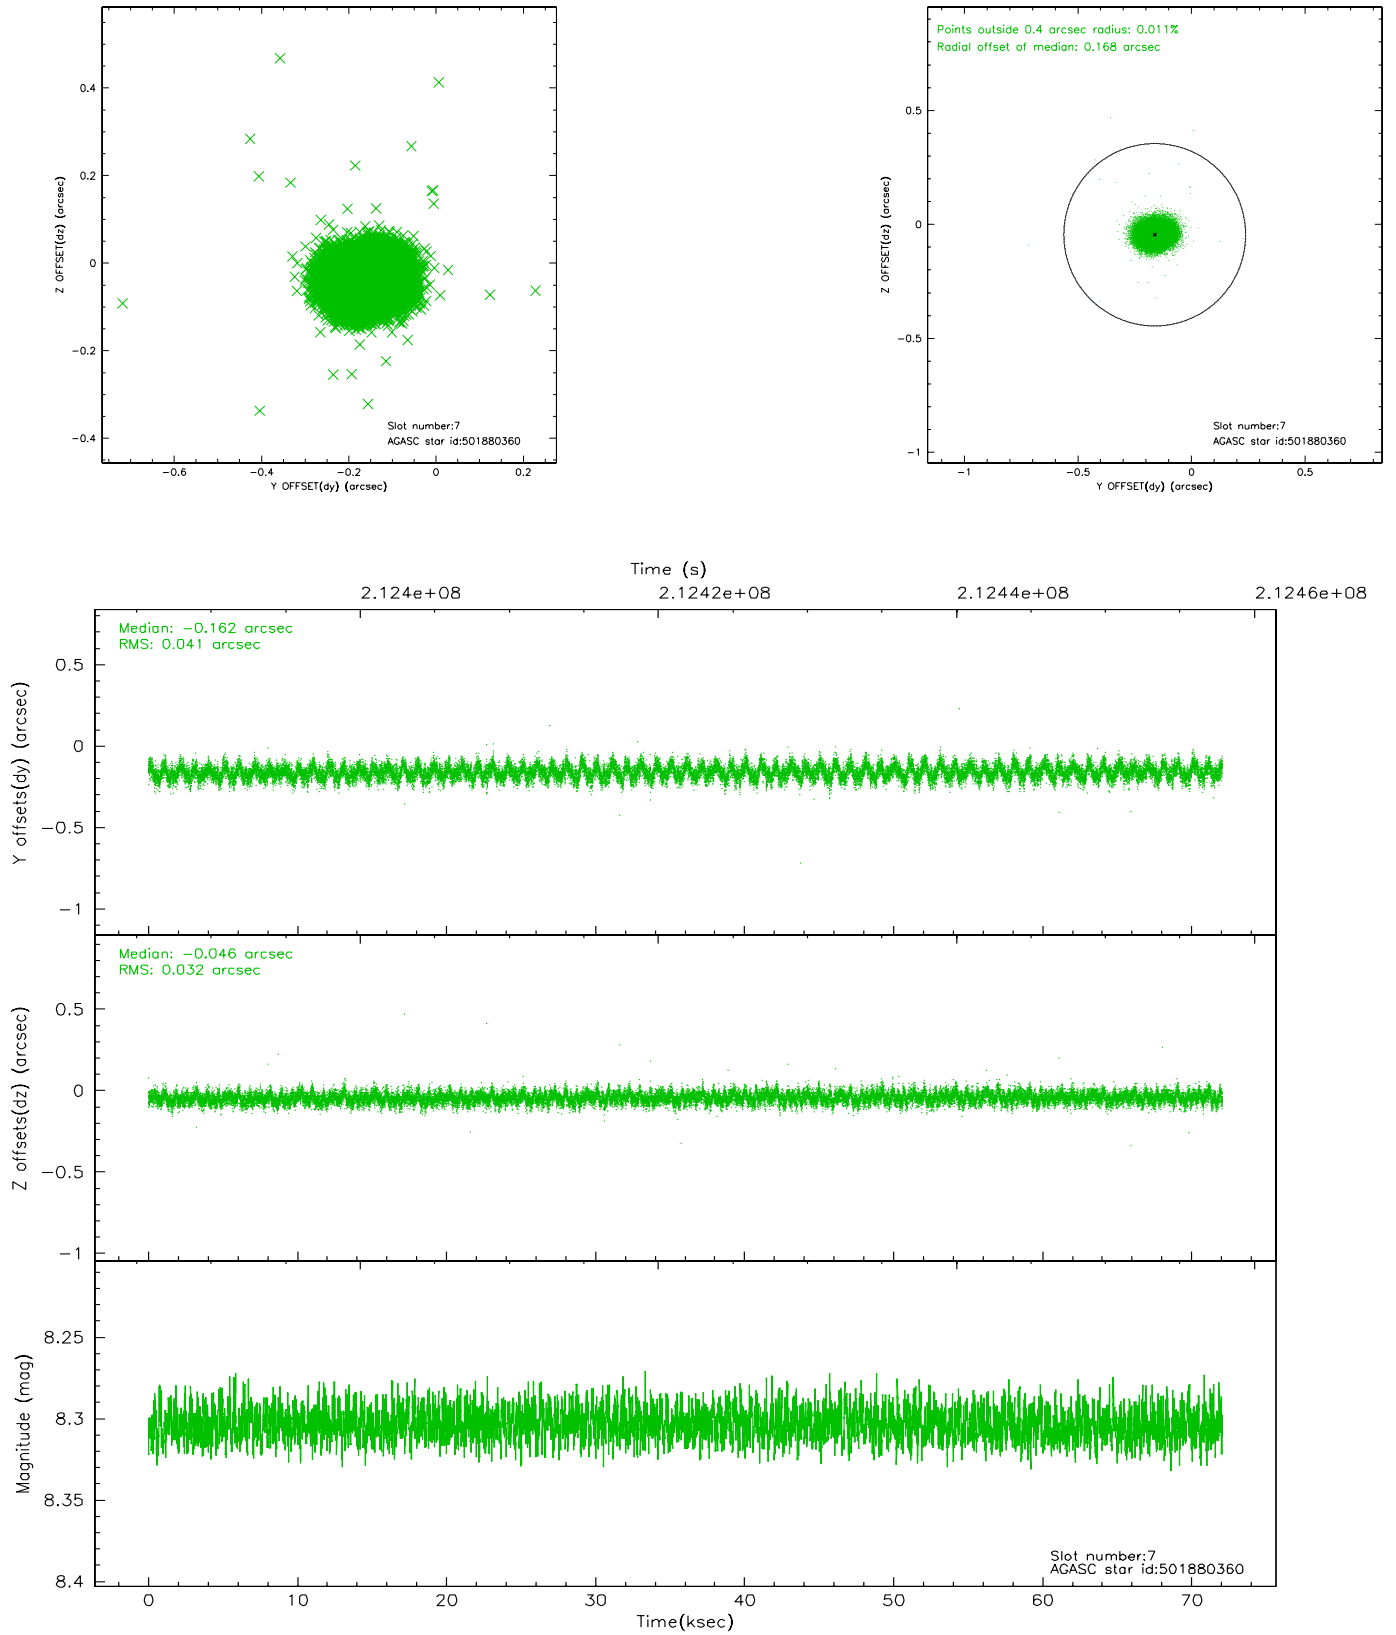 0.4
0.2
0
−0.2
−0.4
Z OFFSET(dz) (arcsec)
Slot number:7
AGASC star id:501880360
−0.6 −0.4 −0.2 0 0.2
Y OFFSET(dy) (arcsec)
Points outside 0.4 arcsec radius: 0.011%
Radial offset of median: 0.168 arcsec
0.5
0
−0.5
−1
Z OFFSET(dz) (arcsec)
Slot number:7
AGASC star id:501880360
−1 −0.5 0 0.5
Y OFFSET(dy) (arcsec)
Time (s)
2.124e+08 2.1242e+08 2.1244e+08 2.1246e+08
Median: −0.162 arcsec
RMS: 0.041 arcsec
0.5
0
−0.5
−1
Y offsets(dy) (arcsec)
Median: −0.046 arcsec
RMS: 0.032 arcsec
0.5
0
−0.5
−1
Z offsets(dz) (arcsec)
8.25
8.3
8.35
8.4
Magnitude (mag)
Slot number:7
AGASC star id:501880360
0 10 20 30 40 50 60 70
Time(ksec)